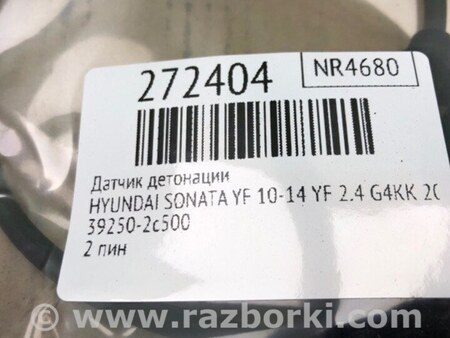 272404
NR4680
Датчик детонации
HYUNDAI SONATA YF 10-14 YF 2.4 G4KK
39250-2c500
2 пин
© www.razborki.com